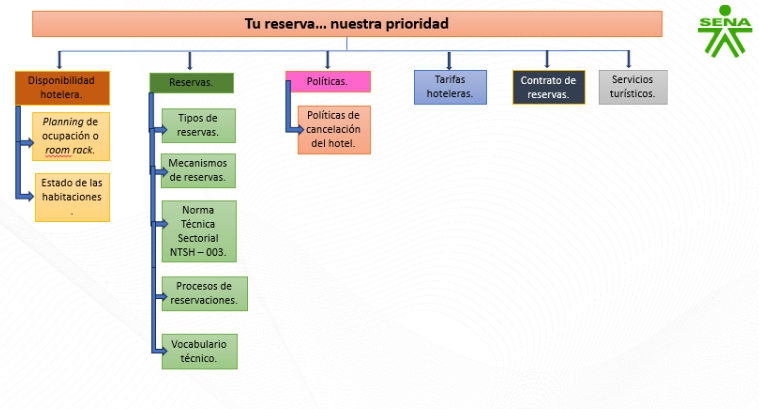 Tu reserva... nuestra prioridad
SENA
Disponibilidad
hotelera.
Planning de
ocupación o
room rack.
Estado de las
habitaciones
.
Reservas.
Tipos de
reservas.
Mecanismos
de reservas.
Norma
Técnica
Sectorial
NTSH – 003.
Procesos de
reservaciones.
Vocabulario
técnico.
Políticas.
Políticas de
cancelación
del hotel.
Tarifas
hoteleras.
Contrato de
reservas.
Servicios
turísticos.